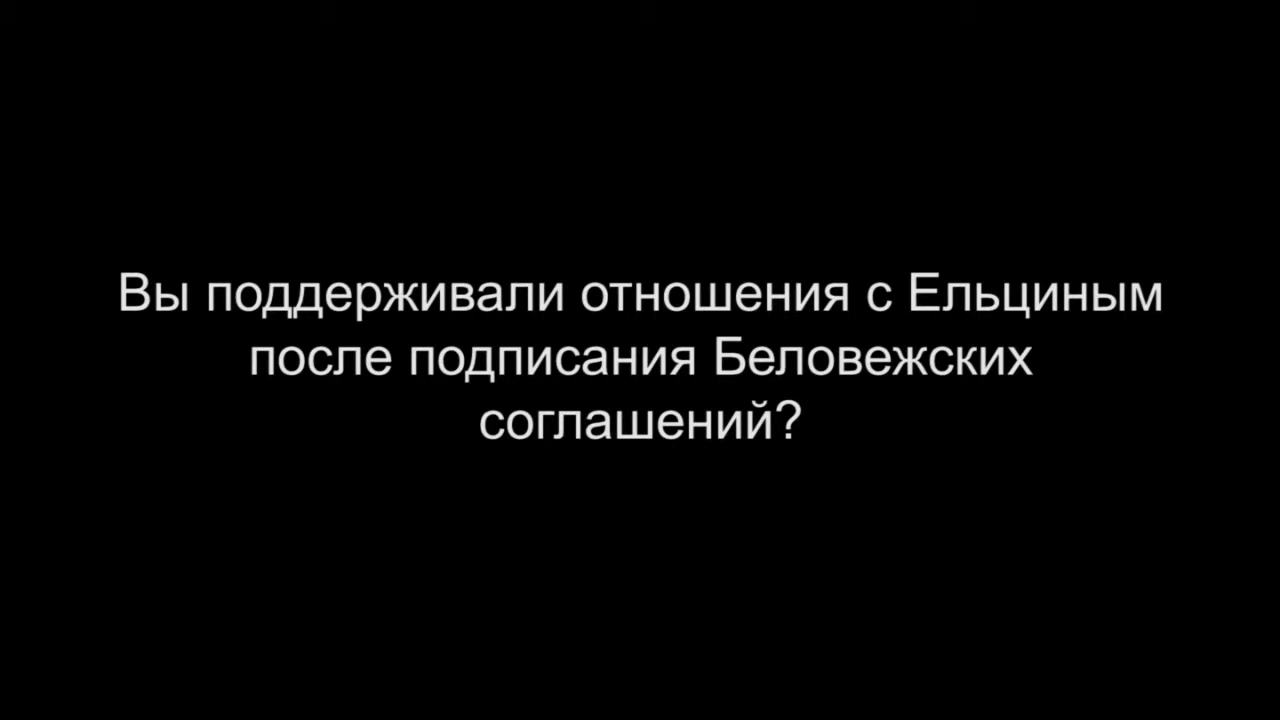 Вы поддерживали отношения с Ельциным
после подписания Беловежских
соглашений?